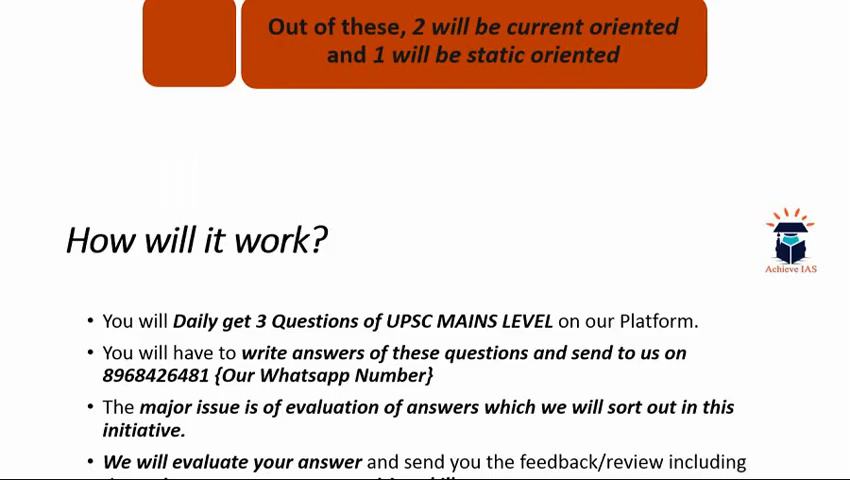 Out of these, 2 will be current oriented
and 1 will be static oriented
How will it work?
Achieve IAS
• You will Daily get 3 Questions of UPSC MAINS LEVEL on our Platform.
• You will have to write answers of these questions and send to us on
8968426481 {Our Whatsapp Number}
• The major issue is of evaluation of answers which we will sort out in this
initiative.
• We will evaluate your answer and send you the feedback/review including